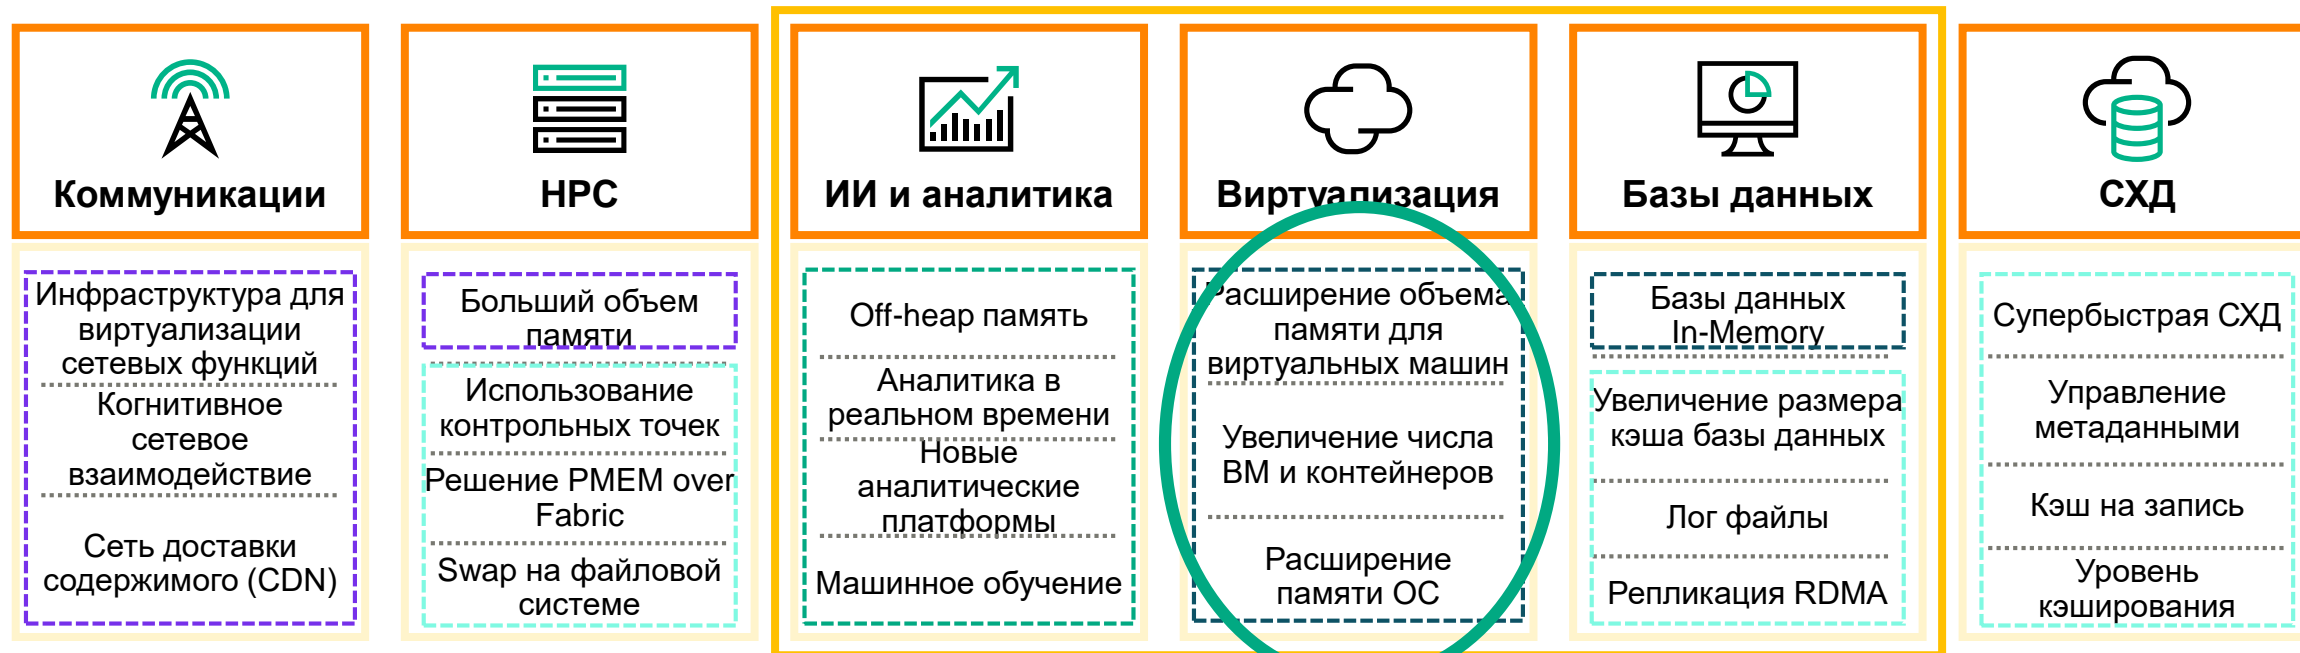 Коммуникации
Инфраструктура для
виртуализации
сетевых функций
Когнитивное
сетевое
взаимодействие
Сеть доставки
содержимого (CDN)
HPC
Больший объем
памяти
Использование
контрольных точек
Решение PMEM over
Fabric
Swap на файловой
системе
ИИ и аналитика
Off-heap память
Аналитика в
реальном времени
Новые
аналитические
платформы
Машинное обучение
Виртуализация
Расширение объема
памяти для
виртуальных машин
Увеличение числа
ВМ и контейнеров
Расширение
памяти ОС
Базы данных
Базы данных
In-Memory
Увеличение размера
кэша базы данных
Лог файлы
Репликация RDMA
СХД
Супербыстрая СХД
Управление
метаданными
Кэш на запись
Уровень
кэширования